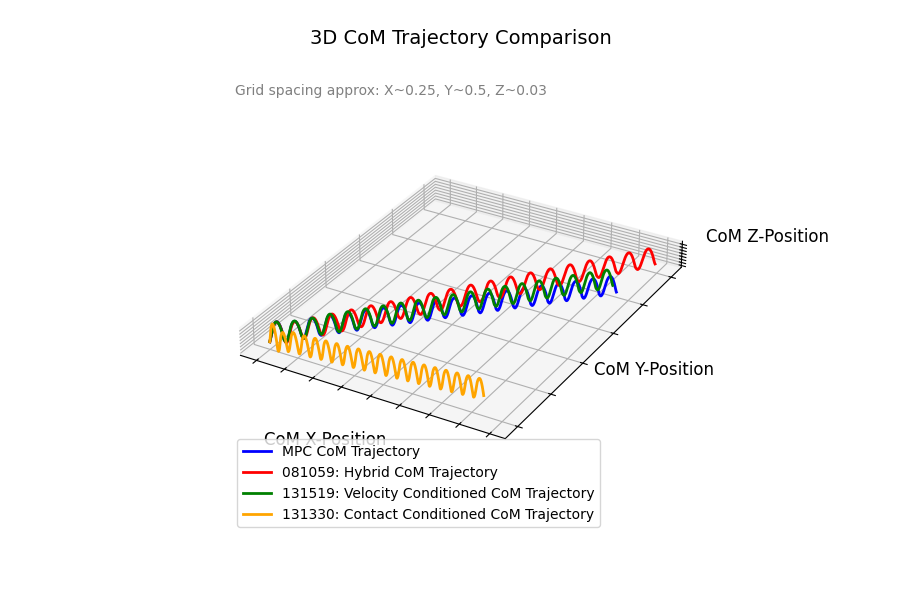 3D CoM Trajectory Comparison
Grid spacing approx: X~0.25, Y~0.5, Z~0.03
CoM Z-Position
CoM Y-Position
CoM X-Position
MPC CoM Trajectory
081059: Hybrid CoM Trajectory
131519: Velocity Conditioned CoM Trajectory
131330: Contact Conditioned CoM Trajectory